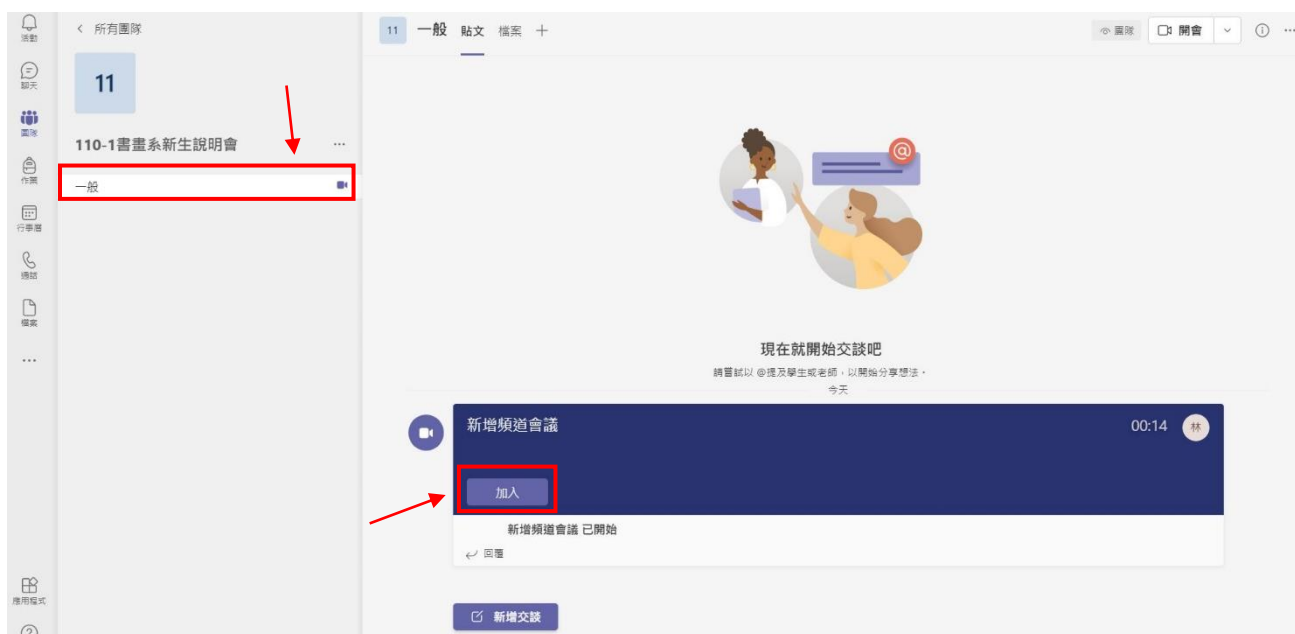 活動
聊天
團隊
作業
行事曆
通話
檔案
...
應用程式
所有團隊
11
110-1書畫系新生說明會
...
一般
11 一般 貼文 檔案 +
團隊 開會 ...
@
現在就開始交談吧
請嘗試以 @提及學生或老師，以開始分享想法。
今天
新增頻道會議
00:14 林
加入
新增頻道會議 已開始
回覆
新增交談